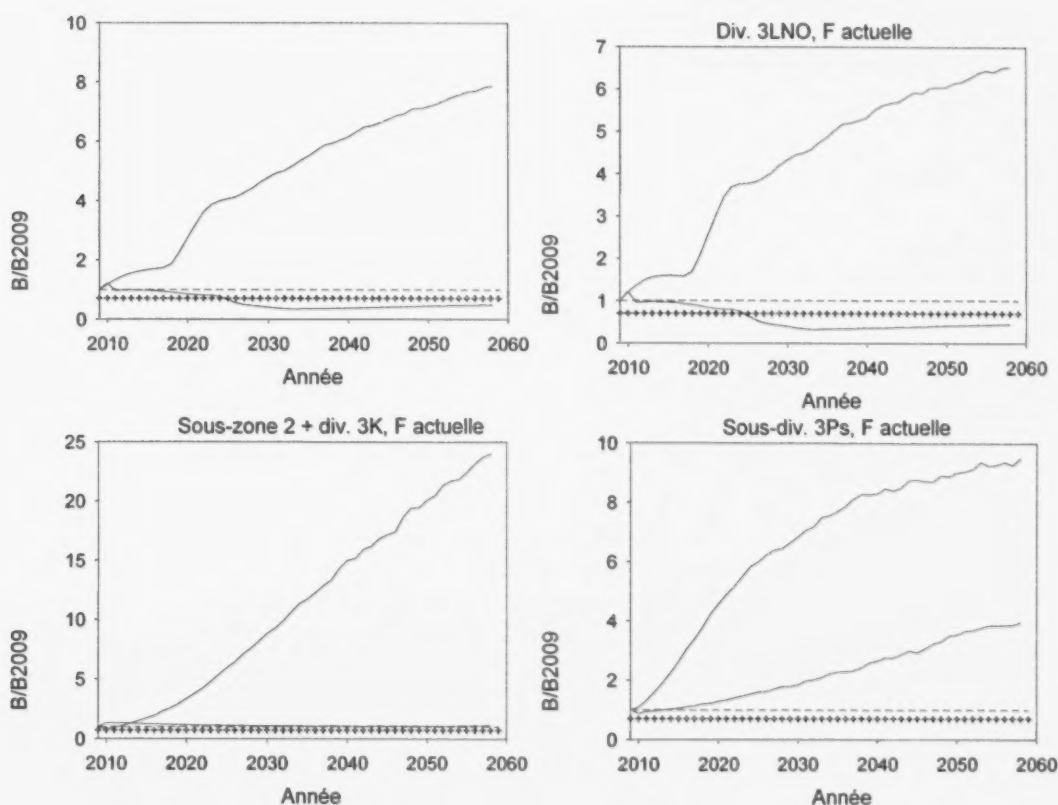 10
8
6
4
2
0
B/B2009
2010 2020 2030 2040 2050 2060
Année
Div. 3LNO, F actuelle
7
6
5
4
3
2
1
0
B/B2009
2010 2020 2030 2040 2050 2060
Année
Sous-zone 2 + div. 3K, F actuelle
25
20
15
10
5
0
B/B2009
2010 2020 2030 2040 2050 2060
Année
Sous-div. 3Ps, F actuelle
10
8
6
4
2
0
B/B2009
2010 2020 2030 2040 2050 2060
Année